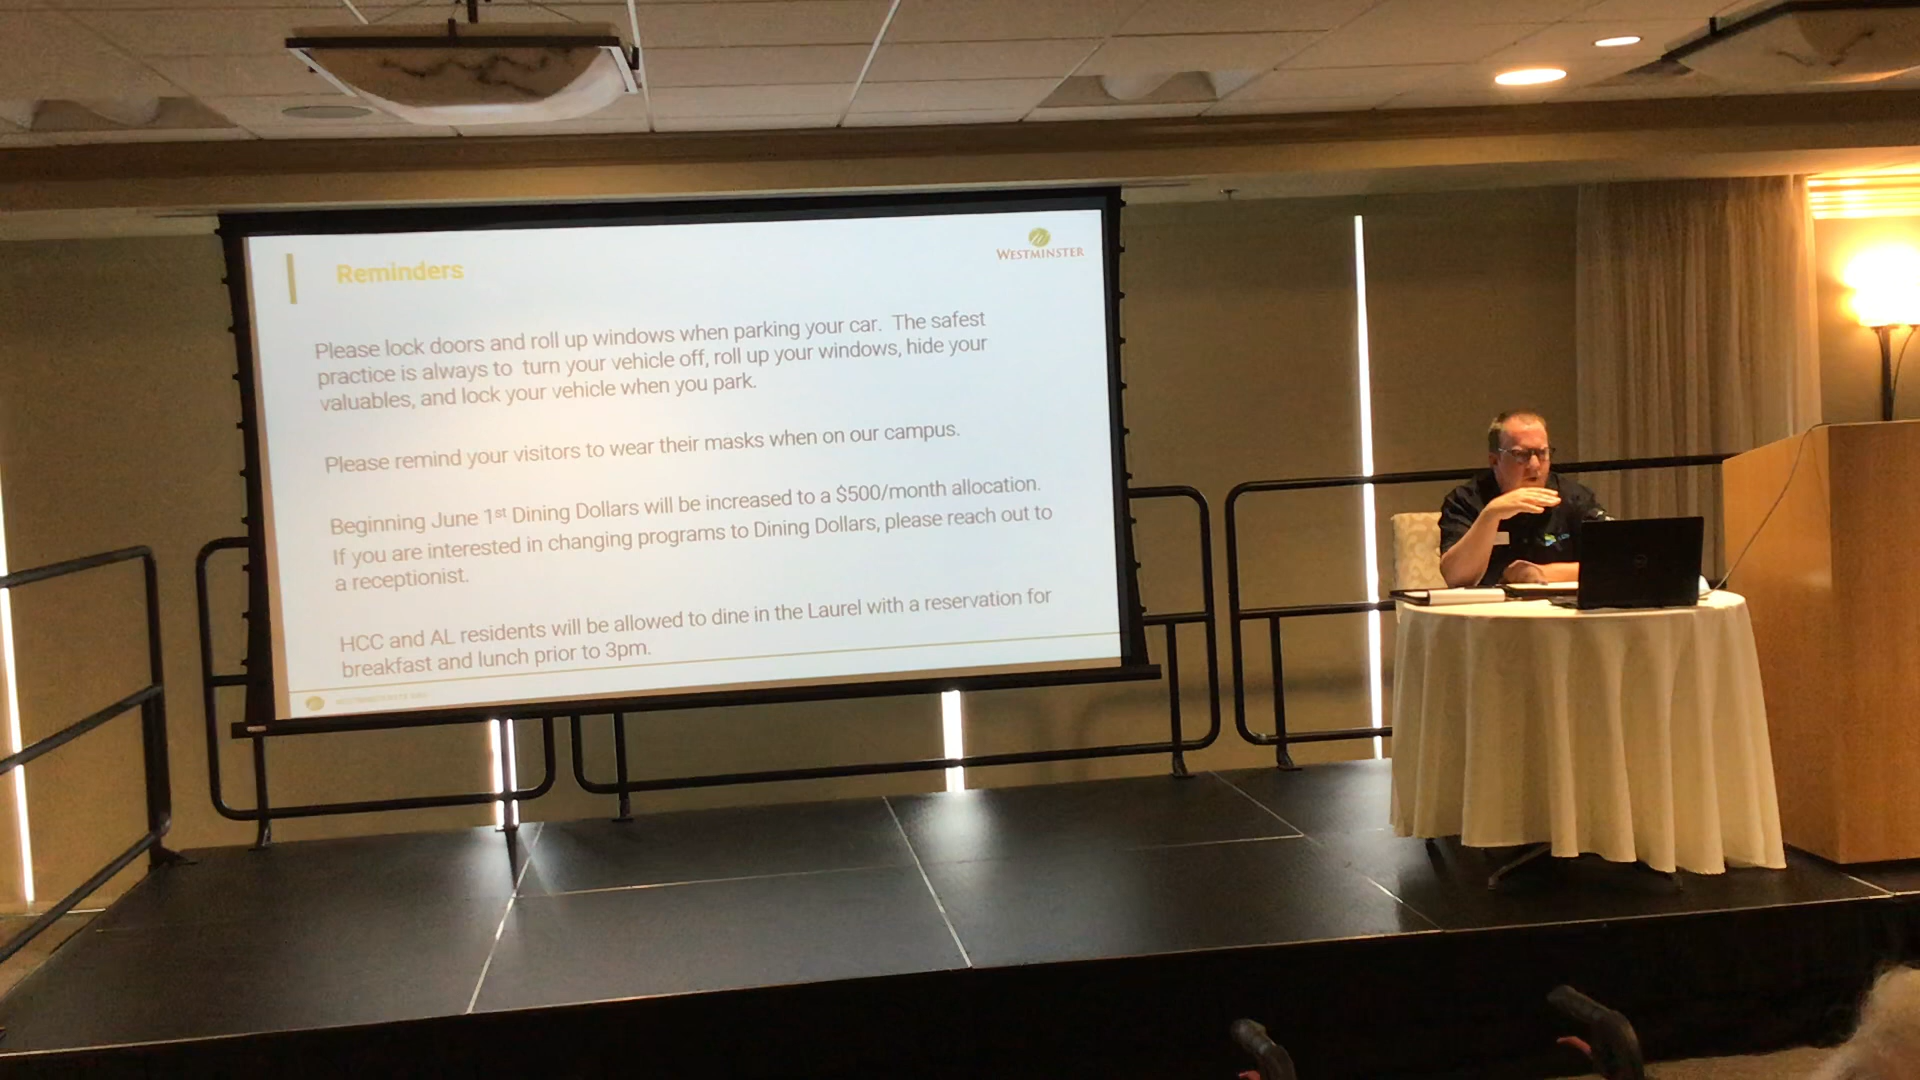 Reminders
WESTMINSTER
Please lock doors and roll up windows when parking your car. The safest
practice is always to turn your vehicle off, roll up your windows, hide your
valuables, and lock your vehicle when you park.
Please remind your visitors to wear their masks when on our campus.
Beginning June 1st Dining Dollars will be increased to a $500/month allocation.
If you are interested in changing programs to Dining Dollars, please reach out to
a receptionist.
HCC and AL residents will be allowed to dine in the Laurel with a reservation for
breakfast and lunch prior to 3pm.